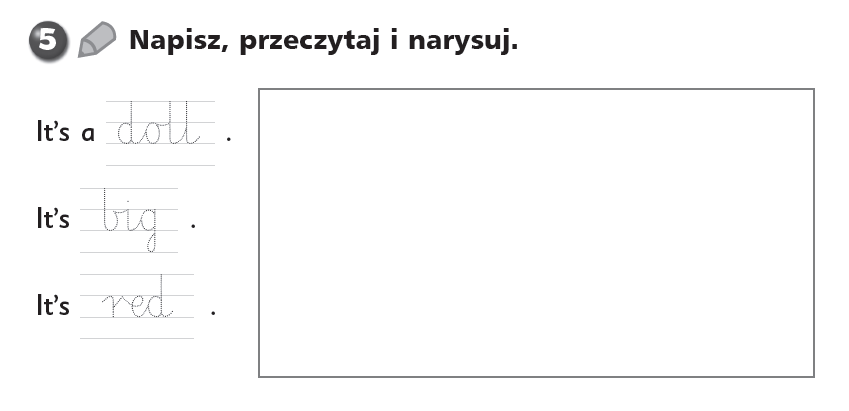 5 Napisz, przeczytaj i narysuj.
It's a doll .
It's big .
It's red .